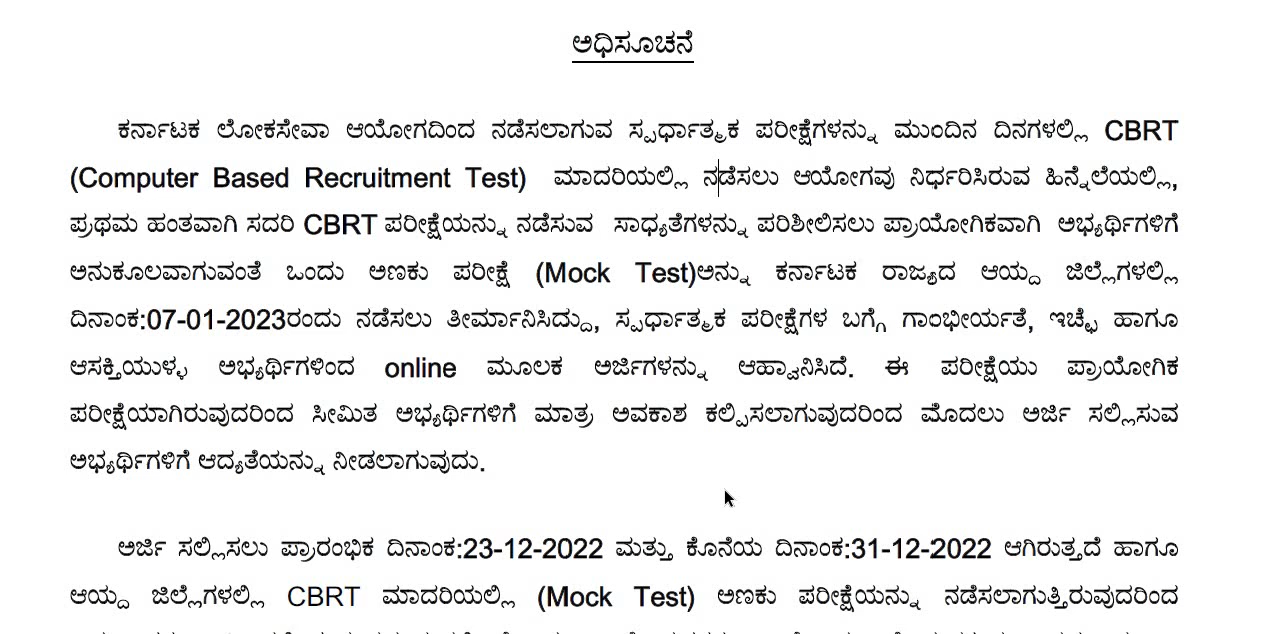 ಅಧಿಸೂಚನೆ
ಕರ್ನಾಟಕ ಲೋಕಸೇವಾ ಆಯೋಗದಿಂದ ನಡೆಸಲಾಗುವ ಸ್ಪರ್ಧಾತ್ಮಕ ಪರೀಕ್ಷೆಗಳನ್ನು ಮುಂದಿನ ದಿನಗಳಲ್ಲಿ CBRT
(Computer Based Recruitment Test) ಮಾದರಿಯಲ್ಲಿ ನಡೆಸಲು ಆಯೋಗವು ನಿರ್ಧರಿಸಿರುವ ಹಿನ್ನೆಲೆಯಲ್ಲಿ,
ಪ್ರಥಮ ಹಂತವಾಗಿ ಸದರಿ CBRT ಪರೀಕ್ಷೆಯನ್ನು ನಡೆಸುವ ಸಾಧ್ಯತೆಗಳನ್ನು ಪರಿಶೀಲಿಸಲು ಪ್ರಾಯೋಗಿಕವಾಗಿ ಅಭ್ಯರ್ಥಿಗಳಿಗೆ
ಅನುಕೂಲವಾಗುವಂತೆ ಒಂದು ಅಣಕು ಪರೀಕ್ಷೆ (Mock Test)ಅನ್ನು ಕರ್ನಾಟಕ ರಾಜ್ಯದ ಆಯ್ದ ಜಿಲ್ಲೆಗಳಲ್ಲಿ
ದಿನಾಂಕ:07-01-2023ರಂದು ನಡೆಸಲು ತೀರ್ಮಾನಿಸಿದ್ದು, ಸ್ಪರ್ಧಾತ್ಮಕ ಪರೀಕ್ಷೆಗಳ ಬಗ್ಗೆ ಗಾಂಭೀರ್ಯತೆ, ಇಚ್ಛೆ ಹಾಗೂ
ಆಸಕ್ತಿಯುಳ್ಳ ಅಭ್ಯರ್ಥಿಗಳಿಂದ online ಮೂಲಕ ಅರ್ಜಿಗಳನ್ನು ಆಹ್ವಾನಿಸಿದೆ. ಈ ಪರೀಕ್ಷೆಯು ಪ್ರಾಯೋಗಿಕ
ಪರೀಕ್ಷೆಯಾಗಿರುವುದರಿಂದ ಸೀಮಿತ ಅಭ್ಯರ್ಥಿಗಳಿಗೆ ಮಾತ್ರ ಅವಕಾಶ ಕಲ್ಪಿಸಲಾಗುವುದರಿಂದ ಮೊದಲು ಅರ್ಜಿ ಸಲ್ಲಿಸುವ
ಅಭ್ಯರ್ಥಿಗಳಿಗೆ ಆದ್ಯತೆಯನ್ನು ನೀಡಲಾಗುವುದು.
ಅರ್ಜಿ ಸಲ್ಲಿಸಲು ಪ್ರಾರಂಭಿಕ ದಿನಾಂಕ:23-12-2022 ಮತ್ತು ಕೊನೆಯ ದಿನಾಂಕ:31-12-2022 ಆಗಿರುತ್ತದೆ ಹಾಗೂ
ಆಯ್ದ ಜಿಲ್ಲೆಗಳಲ್ಲಿ CBRT ಮಾದರಿಯಲ್ಲಿ (Mock Test) ಅಣಕು ಪರೀಕ್ಷೆಯನ್ನು ನಡೆಸಲಾಗುತ್ತಿರುವುದರಿಂದ